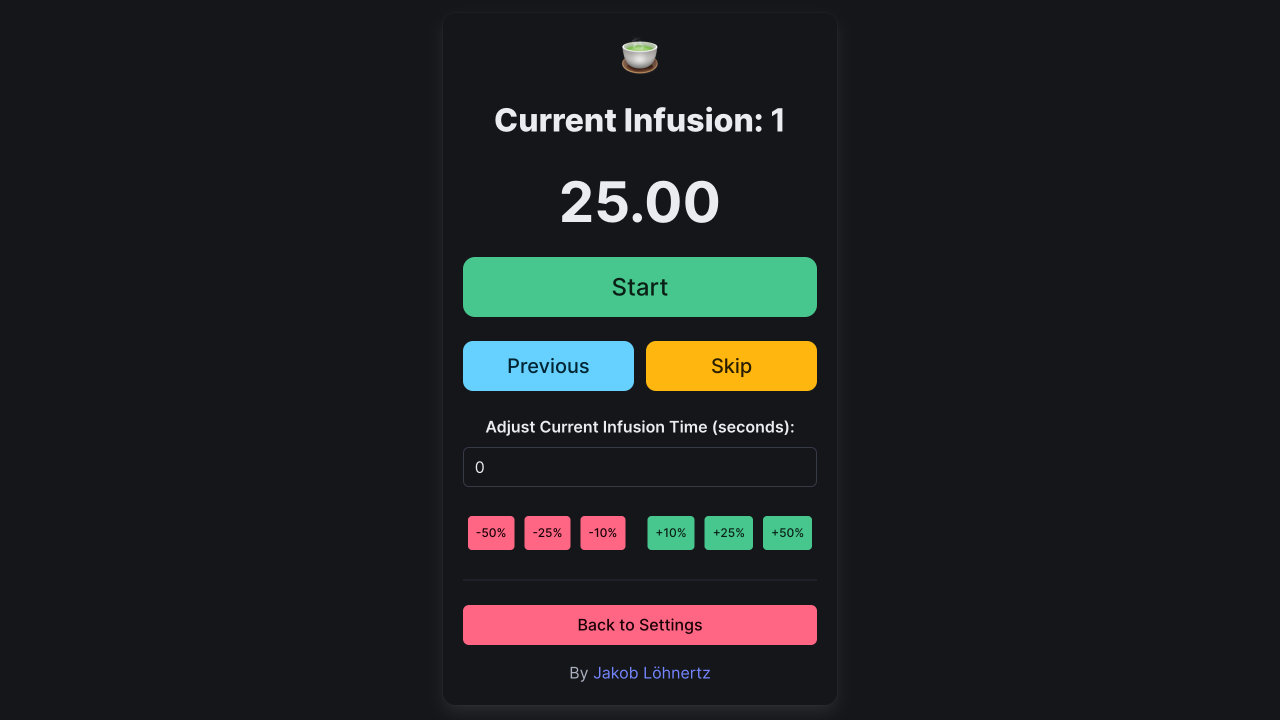 Current Infusion: 1
25.00
Start
Previous Skip
Adjust Current Infusion Time (seconds):
0
-50% -25% -10% +10% +25% +50%
Back to Settings
By Jakob Löhnertz